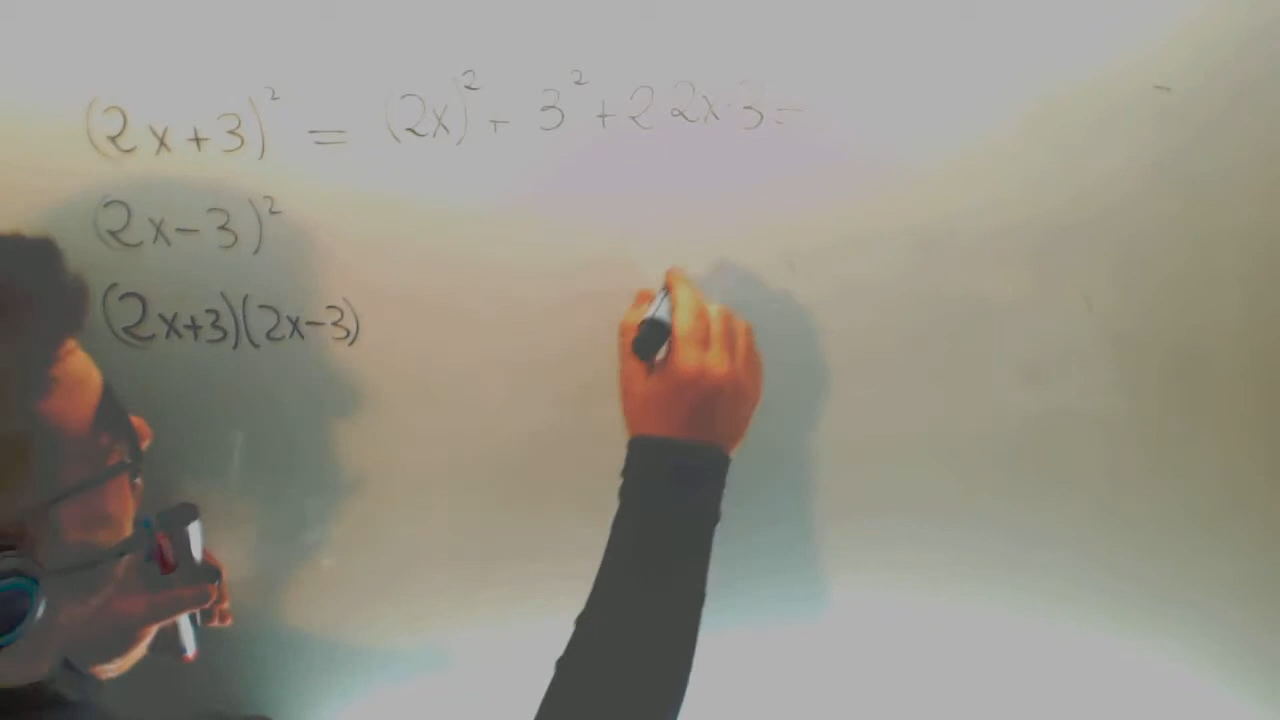 (2x+3)² = (2x)² + 3² + 2 2x·3 =
(2x-3)²
(2x+3)(2x-3)